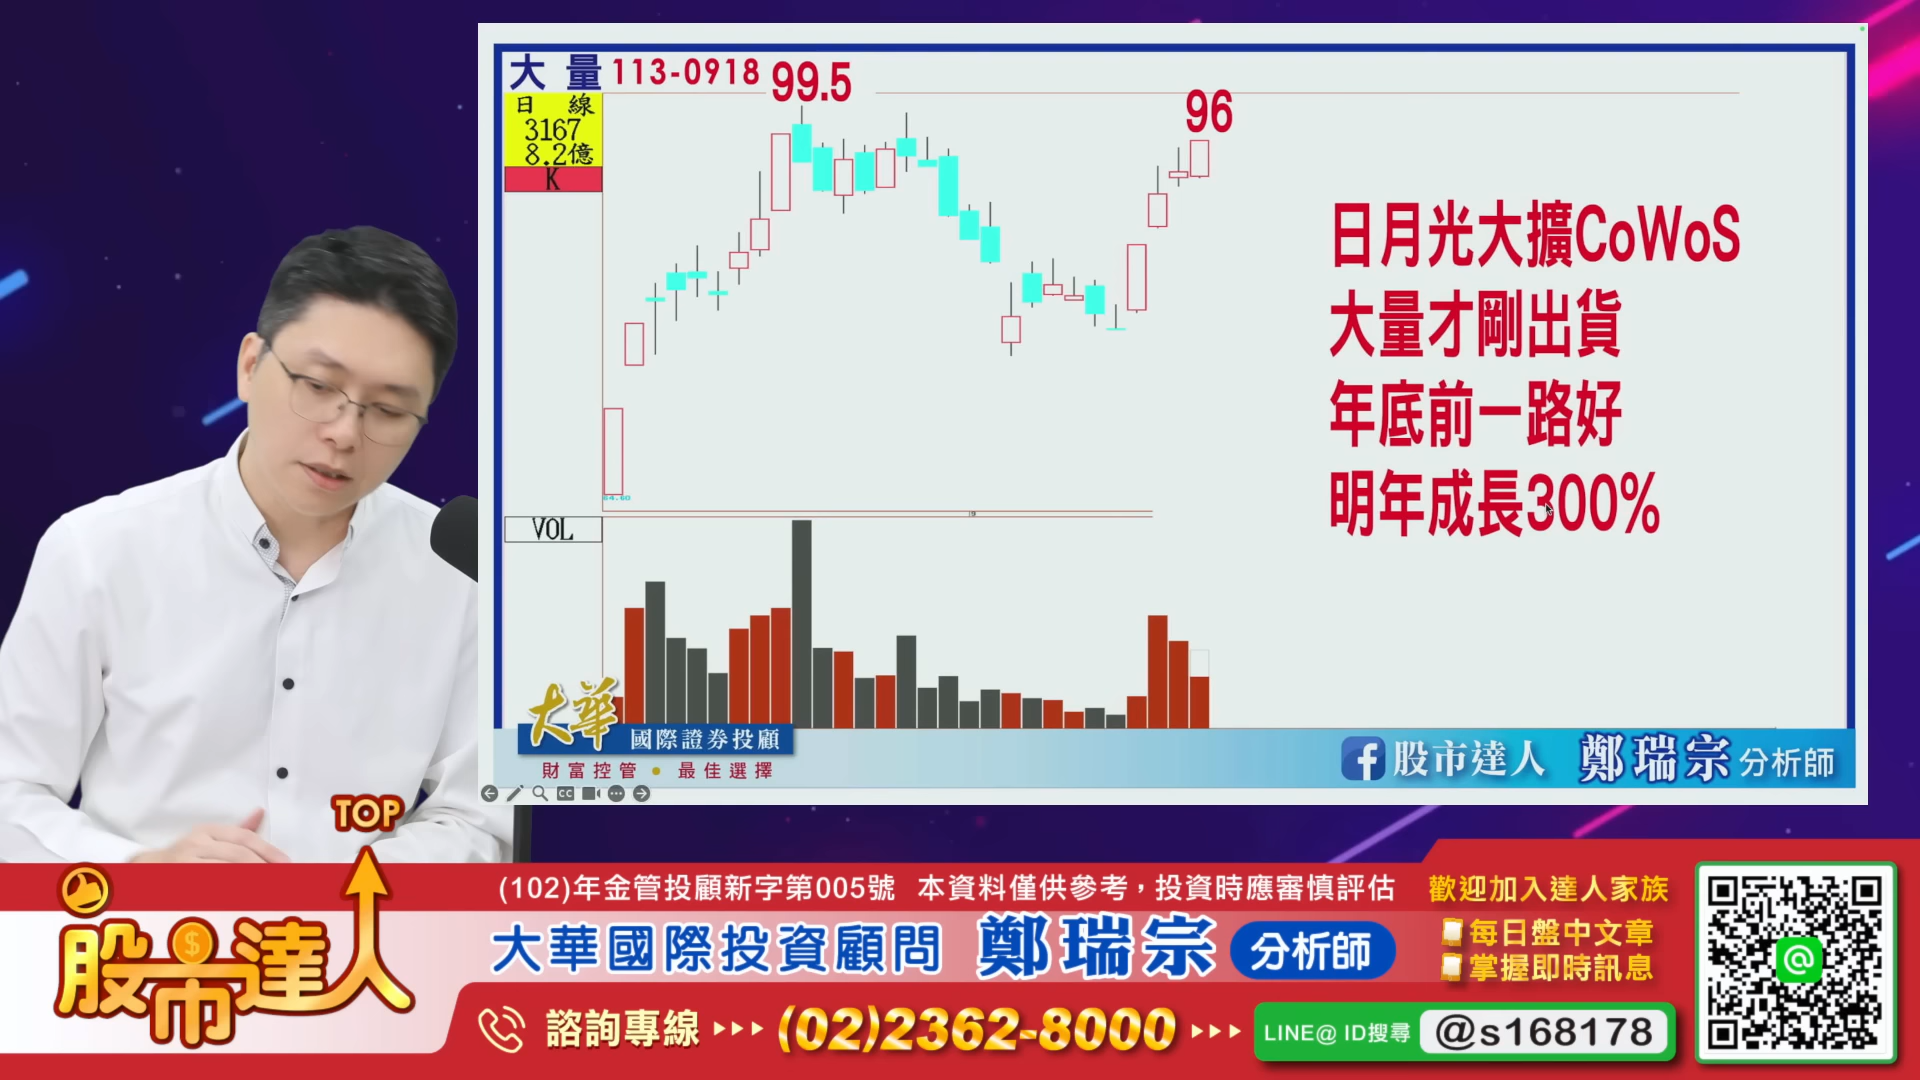 大量 113-0918 99.5
96
日 線
3167
8.2億
K
64.60
9
VOL
日月光大擴CoWoS
大量才剛出貨
年底前一路好
明年成長300%
大華
國際證券投顧
財富控管 • 最佳選擇
f 股市達人 鄭瑞宗 分析師
CC
TOP
股市達人
$
(102)年金管投顧新字第005號 本資料僅供參考，投資時應審慎評估
大華國際投資顧問 鄭瑞宗 分析師
諮詢專線 (02)2362-8000
歡迎加入達人家族
每日盤中文章
掌握即時訊息
LINE@ ID搜尋 @s168178
@